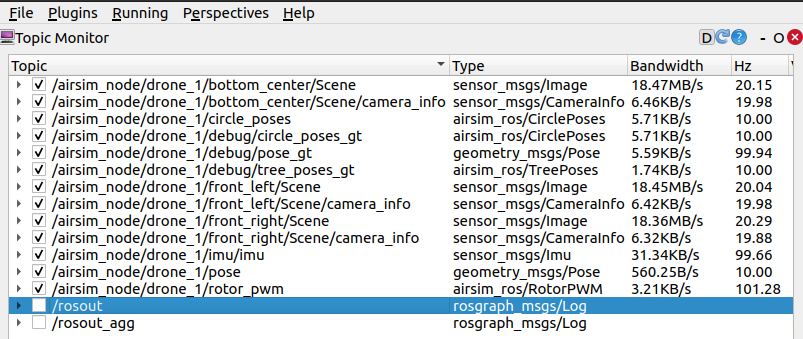 File Plugins Running Perspectives Help
Topic Monitor D ? - O
Topic Type Bandwidth Hz
/airsim_node/drone_1/bottom_center/Scene sensor_msgs/Image 18.47MB/s 20.15
/airsim_node/drone_1/bottom_center/Scene/camera_info sensor_msgs/CameraInfo 6.46KB/s 19.98
/airsim_node/drone_1/circle_poses airsim_ros/CirclePoses 5.71KB/s 10.00
/airsim_node/drone_1/debug/circle_poses_gt airsim_ros/CirclePoses 5.71KB/s 10.00
/airsim_node/drone_1/debug/pose_gt geometry_msgs/Pose 5.59KB/s 99.94
/airsim_node/drone_1/debug/tree_poses_gt airsim_ros/TreePoses 1.74KB/s 10.00
/airsim_node/drone_1/front_left/Scene sensor_msgs/Image 18.45MB/s 20.04
/airsim_node/drone_1/front_left/Scene/camera_info sensor_msgs/CameraInfo 6.42KB/s 19.98
/airsim_node/drone_1/front_right/Scene sensor_msgs/Image 18.36MB/s 20.29
/airsim_node/drone_1/front_right/Scene/camera_info sensor_msgs/CameraInfo 6.32KB/s 19.88
/airsim_node/drone_1/imu/imu sensor_msgs/Imu 31.34KB/s 99.66
/airsim_node/drone_1/pose geometry_msgs/Pose 560.25B/s 10.00
/airsim_node/drone_1/rotor_pwm airsim_ros/RotorPWM 3.21KB/s 101.28
/rosout rosgraph_msgs/Log
/rosout_agg rosgraph_msgs/Log